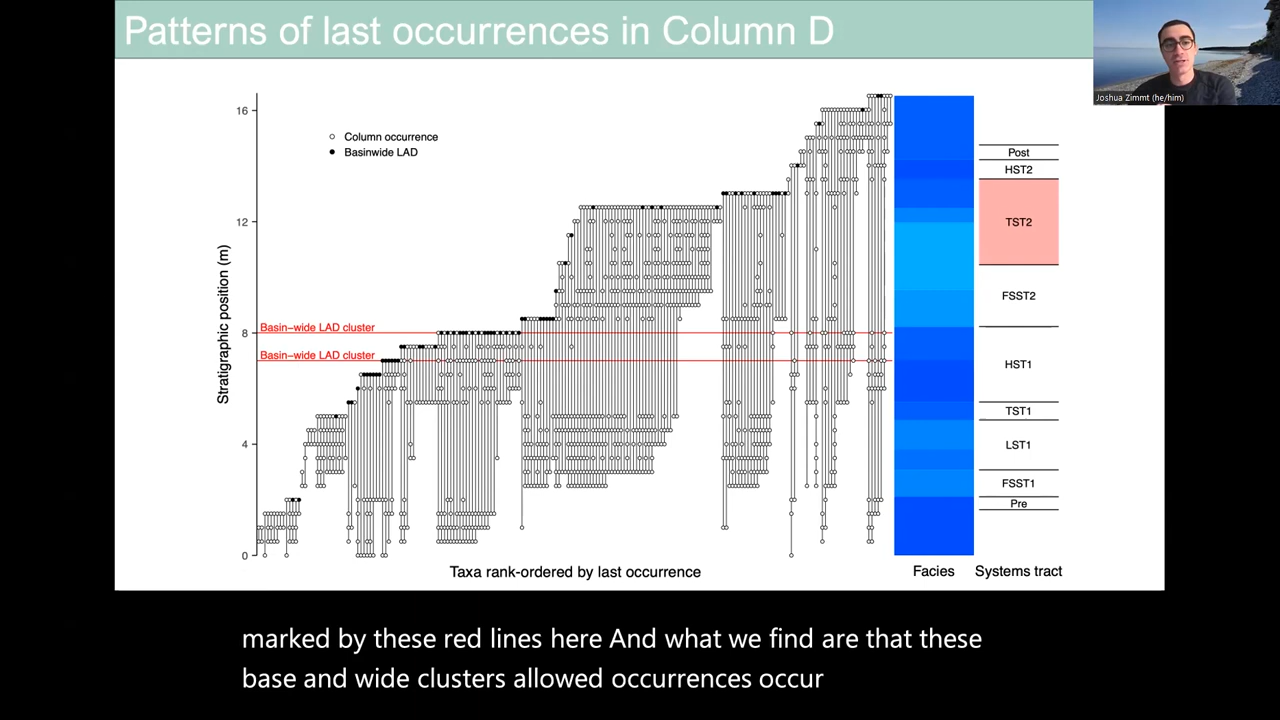 Patterns of last occurrences in Column D
Joshua Zimmt (he/him)
Column occurrence
Basinwide LAD
16
12
8
4
0
Stratigraphic position (m)
Basin−wide LAD cluster
Basin−wide LAD cluster
Post
HST2
TST2
FSST2
HST1
TST1
LST1
FSST1
Pre
Taxa rank-ordered by last occurrence
Facies
Systems tract
marked by these red lines here And what we find are that these
base and wide clusters allowed occurrences occur